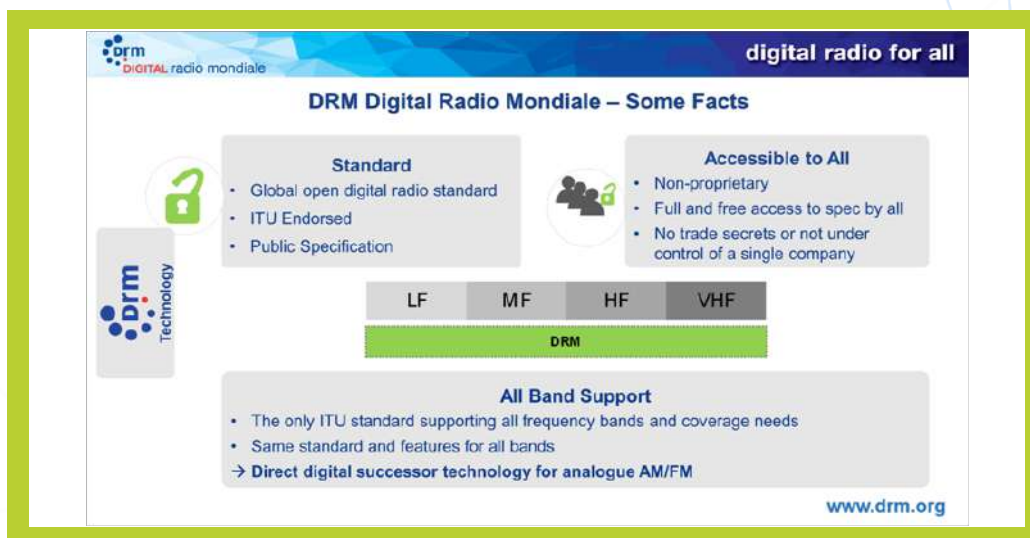 Drm
DIGITAL radio mondiale
digital radio for all
DRM Digital Radio Mondiale – Some Facts
Standard
• Global open digital radio standard
• ITU Endorsed
• Public Specification
Accessible to All
• Non-proprietary
• Full and free access to spec by all
• No trade secrets or not under
control of a single company
Drm
Technology
LF MF HF VHF
DRM
All Band Support
• The only ITU standard supporting all frequency bands and coverage needs
• Same standard and features for all bands
→ Direct digital successor technology for analogue AM/FM
www.drm.org